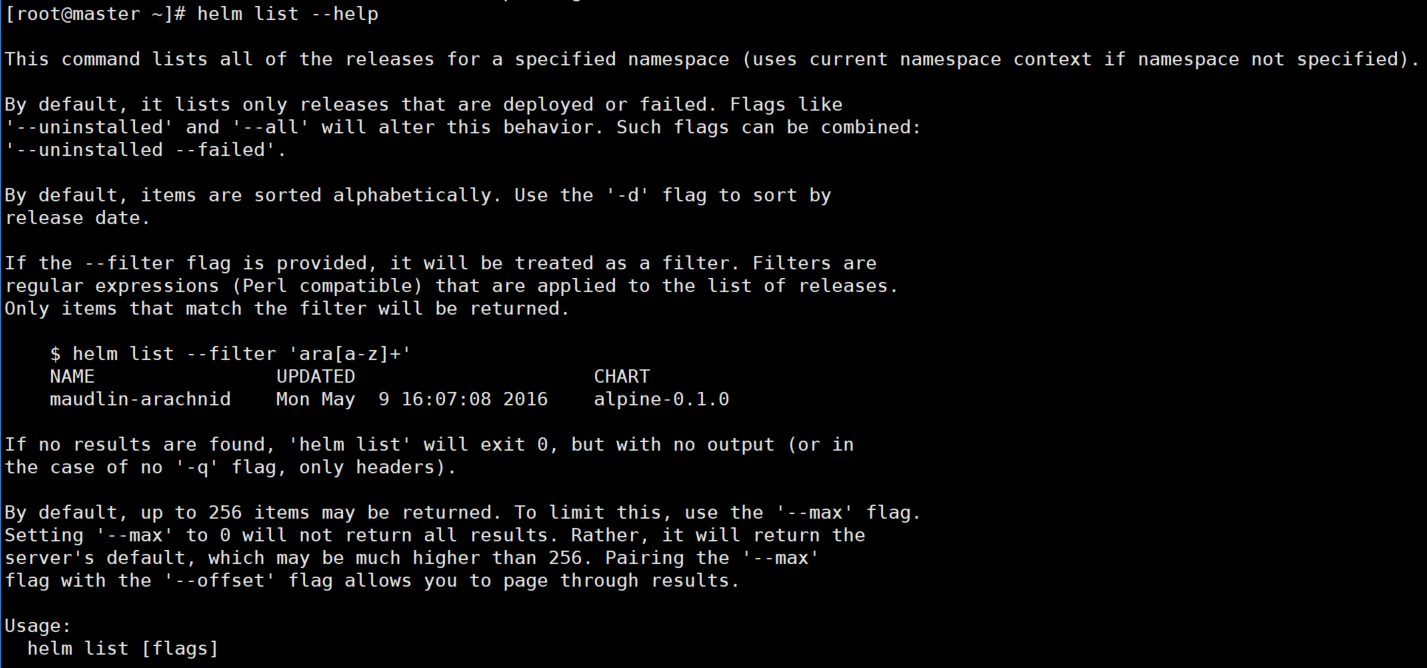 [root@master ~]# helm list --help
This command lists all of the releases for a specified namespace (uses current namespace context if namespace not specified).
By default, it lists only releases that are deployed or failed. Flags like
'--uninstalled' and '--all' will alter this behavior. Such flags can be combined:
'--uninstalled --failed'.
By default, items are sorted alphabetically. Use the '-d' flag to sort by
release date.
If the --filter flag is provided, it will be treated as a filter. Filters are
regular expressions (Perl compatible) that are applied to the list of releases.
Only items that match the filter will be returned.
    $ helm list --filter 'ara[a-z]+'
    NAME                UPDATED                     CHART
    maudlin-arachnid    Mon May  9 16:07:08 2016    alpine-0.1.0
If no results are found, 'helm list' will exit 0, but with no output (or in
the case of no '-q' flag, only headers).
By default, up to 256 items may be returned. To limit this, use the '--max' flag.
Setting '--max' to 0 will not return all results. Rather, it will return the
server's default, which may be much higher than 256. Pairing the '--max'
flag with the '--offset' flag allows you to page through results.
Usage:
  helm list [flags]